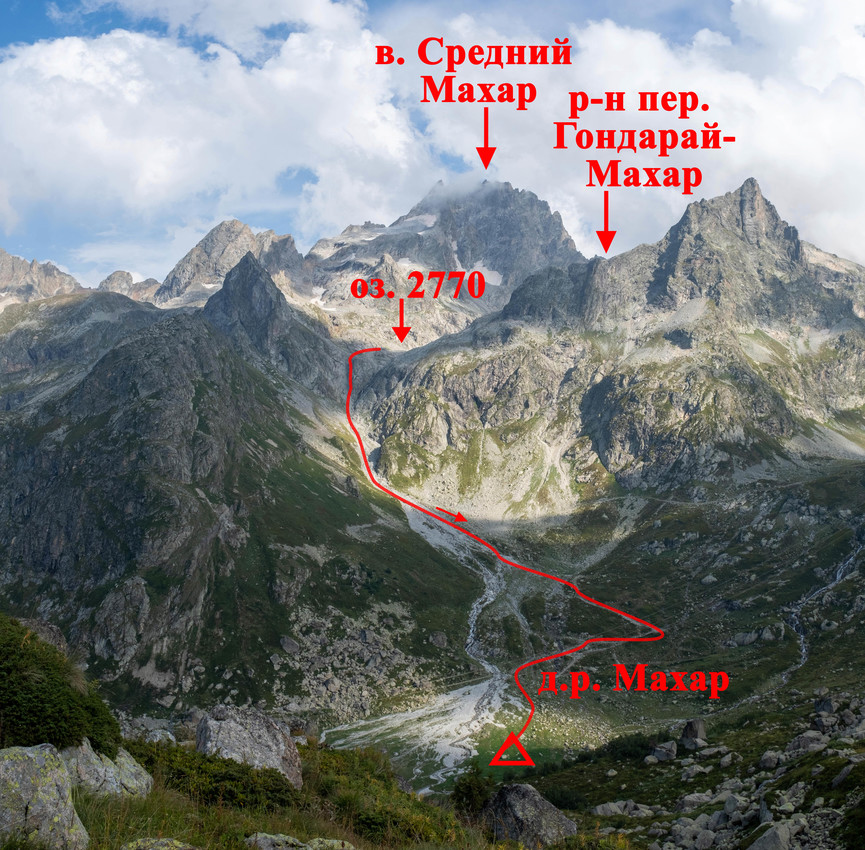 в. Средний
Махар
р-н пер.
Гондарай-
Махар
оз. 2770
д.р. Махар